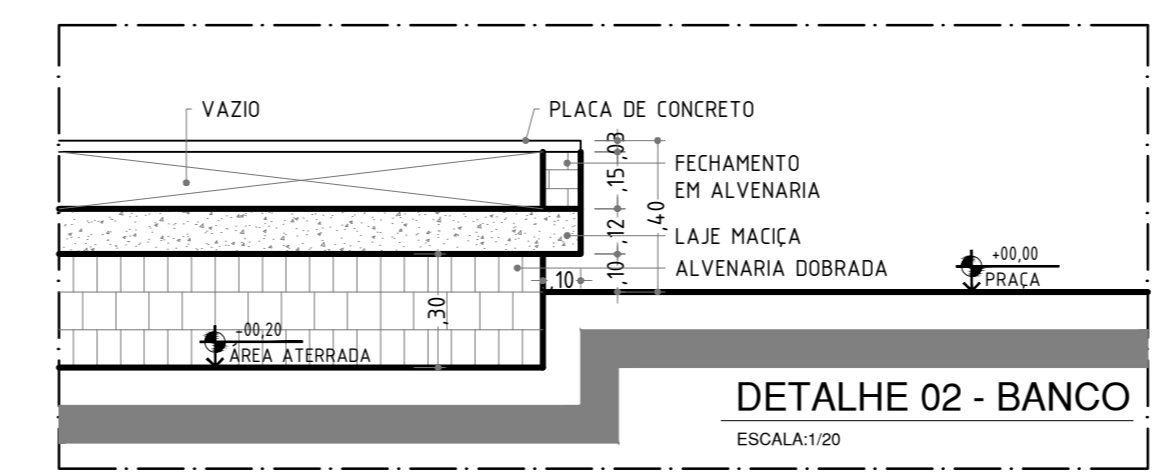 VAZIO
PLACA DE CONCRETO
,03
,15
FECHAMENTO
EM ALVENARIA
,40
,12
LAJE MACIÇA
ALVENARIA DOBRADA
,10
,10
+00,00
PRAÇA
,30
-00,20
ÁREA ATERRADA
DETALHE 02 - BANCO
ESCALA:1/20